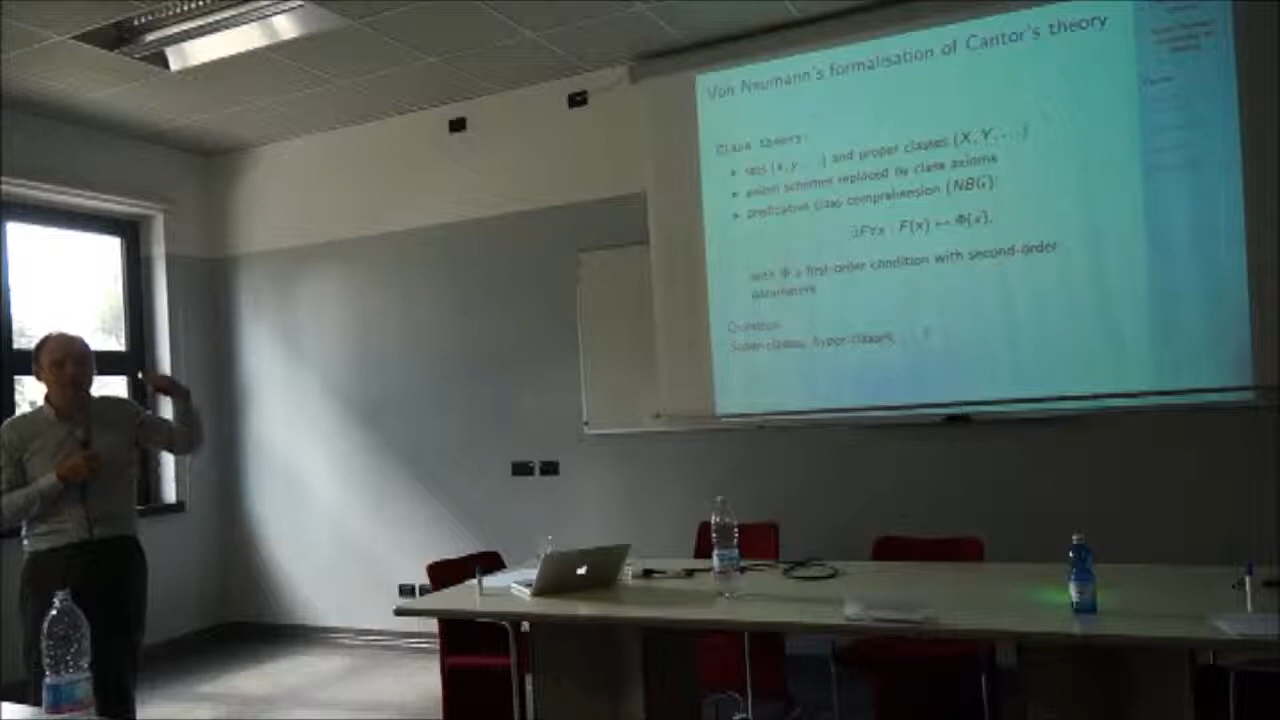 Von Neumann's formalisation of Cantor's theory
Class theory:
▸ sets (x, y, ...) and proper classes (X, Y, ...)
▸ axiom schemes replaced by class axioms
▸ predicative class comprehension (NBG):
∃F∀x : F(x) ↔ Φ(x),
with Φ a first-order condition with second-order
parameters
Question
Super-classes, hyper-classes, ...?